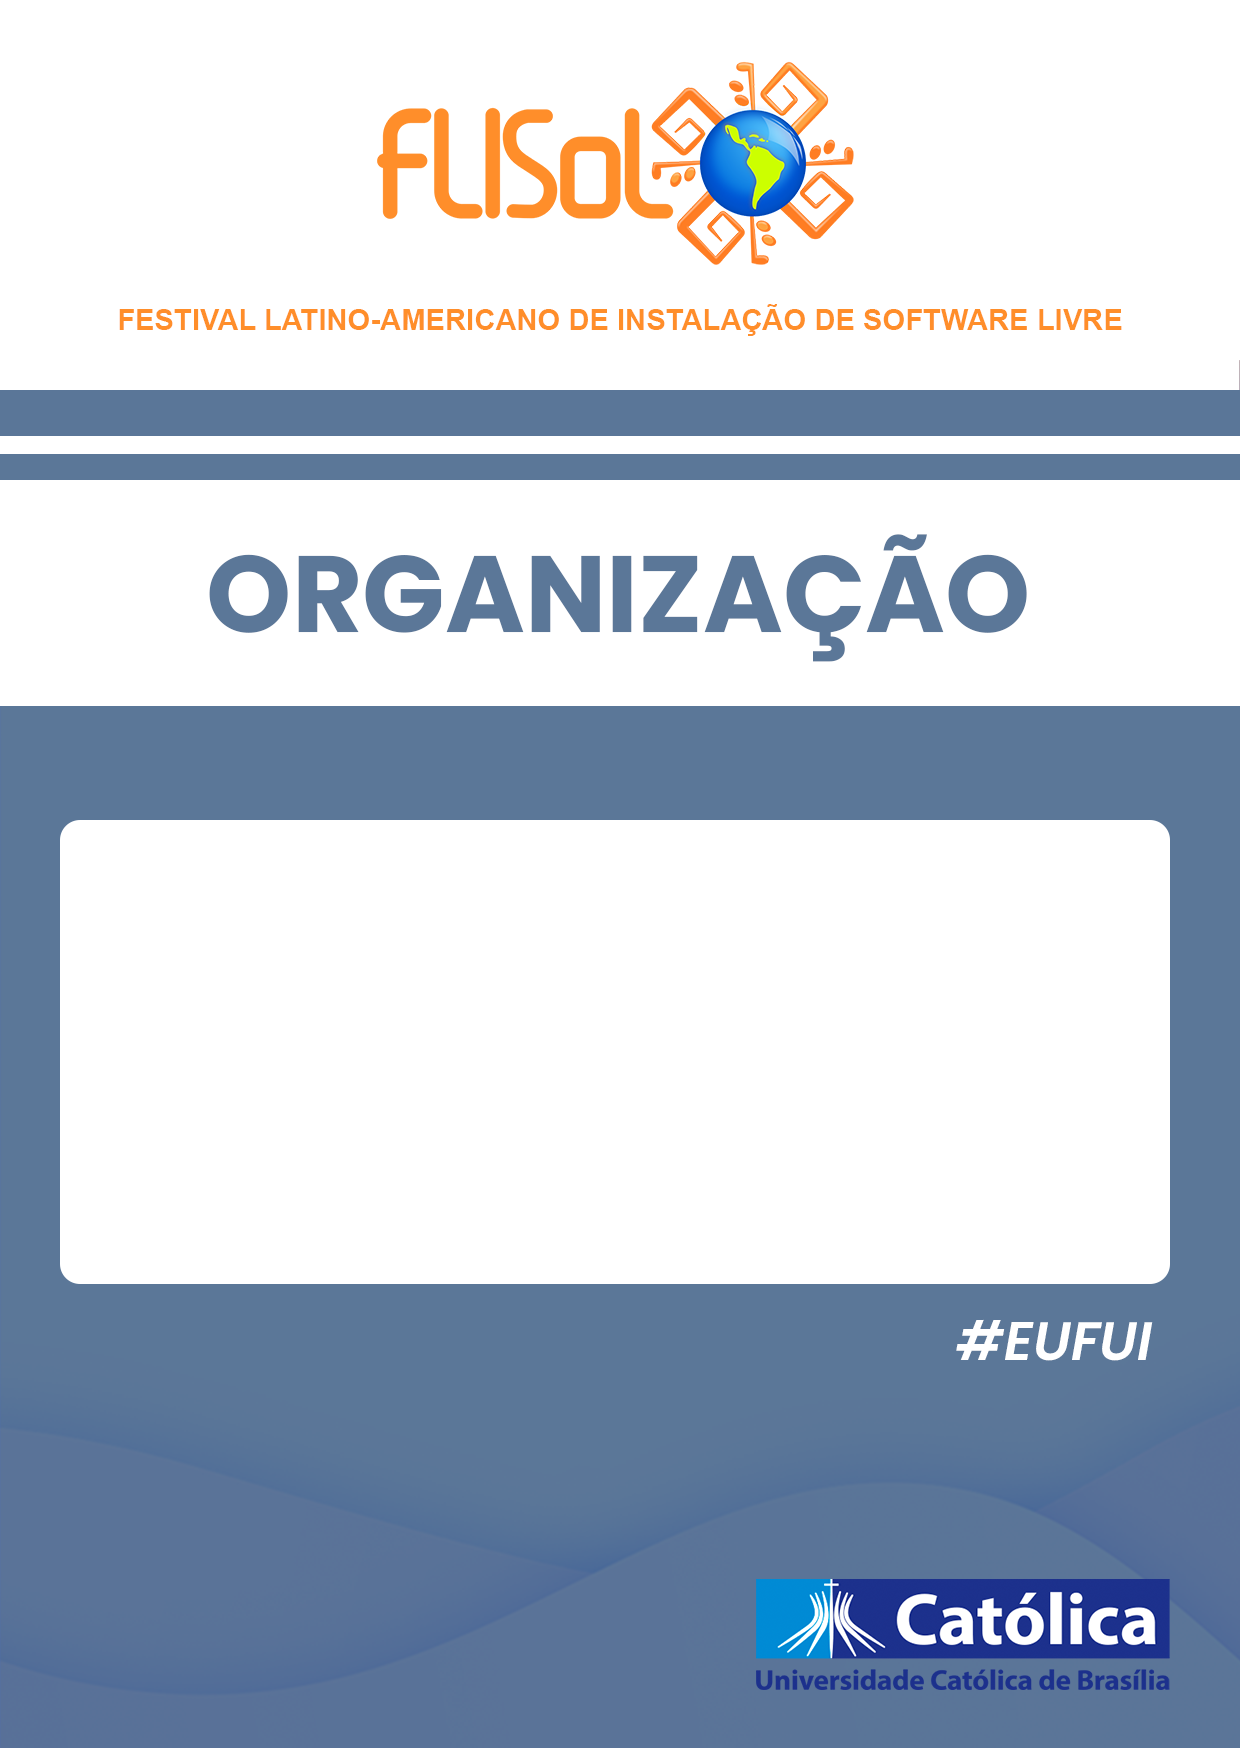 FLISoL
FESTIVAL LATINO-AMERICANO DE INSTALAÇÃO DE SOFTWARE LIVRE
ORGANIZAÇÃO
#EUFUI
Católica
Universidade Católica de Brasília